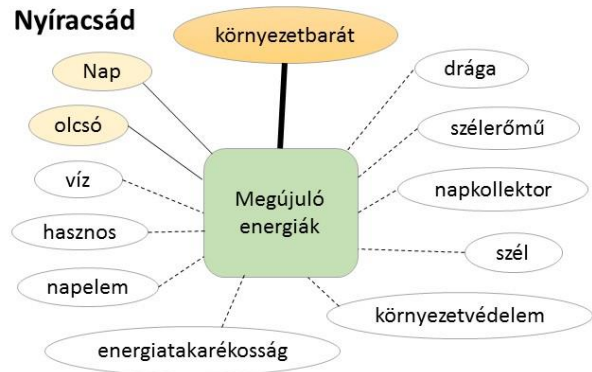 Nyíracsád
környezetbarát
Nap
drága
olcsó
szélerőmű
víz
Megújuló
energiák
napkollektor
hasznos
szél
napelem
környezetvédelem
energiatakarékosság